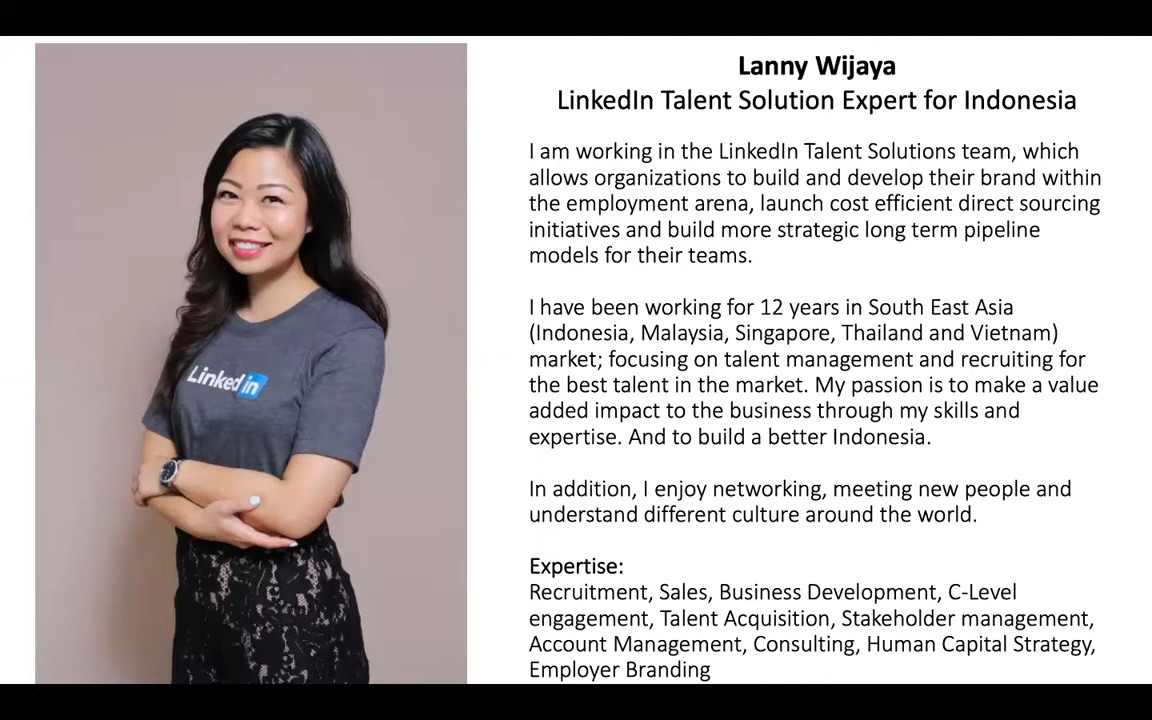 Lanny Wijaya
LinkedIn Talent Solution Expert for Indonesia
I am working in the LinkedIn Talent Solutions team, which
allows organizations to build and develop their brand within
the employment arena, launch cost efficient direct sourcing
initiatives and build more strategic long term pipeline
models for their teams.
I have been working for 12 years in South East Asia
(Indonesia, Malaysia, Singapore, Thailand and Vietnam)
market; focusing on talent management and recruiting for
the best talent in the market. My passion is to make a value
added impact to the business through my skills and
expertise. And to build a better Indonesia.
In addition, I enjoy networking, meeting new people and
understand different culture around the world.
Expertise:
Recruitment, Sales, Business Development, C-Level
engagement, Talent Acquisition, Stakeholder management,
Account Management, Consulting, Human Capital Strategy,
Employer Branding
Linkedin